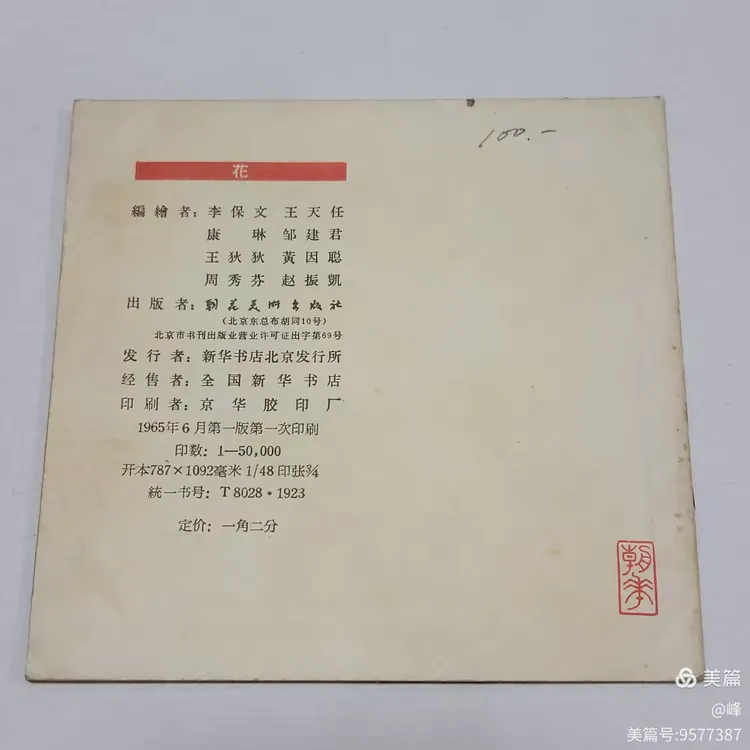 100.-
花
編繪者：李保文 王天任
康琳 邹建君
王狄狄 黃因聪
周秀芬 赵振凱
出版者：朝花美術出版社
（北京东总布胡同10号）
北京市书刊出版业营业许可证出字第69号
发行者：新华书店北京发行所
经售者：全国新华书店
印刷者：京华胶印厂
1965年6月第一版第一次印刷
印数：1—50,000
开本787×1092毫米 1/48 印张3/4
統一书号：T8028·1923
定价：一角二分
朝花
美篇
@峰
美篇号:9577387